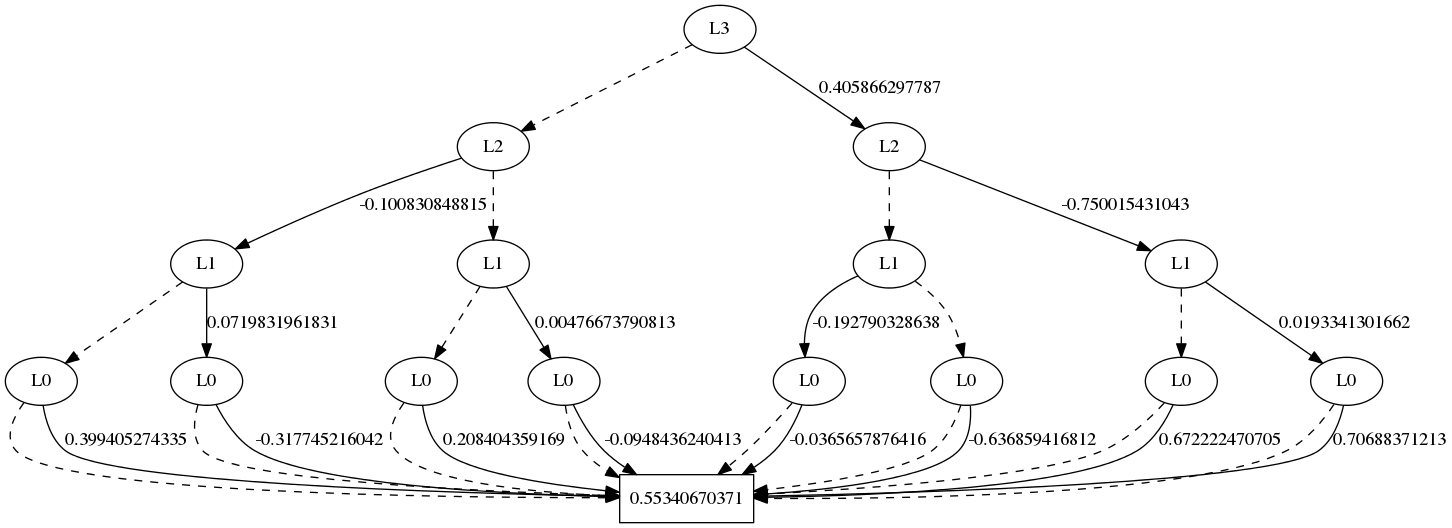 L3
0.405866297787
L2
L2
-0.100830848815
-0.750015431043
L1
L1
L1
L1
0.0719831961831
0.00476673790813
-0.192790328638
0.0193341301662
L0
L0
L0
L0
L0
L0
L0
L0
0.399405274335
-0.317745216042
0.208404359169
-0.0948436240413
-0.0365657876416
-0.636859416812
0.672222470705
0.70688371213
0.55340670371